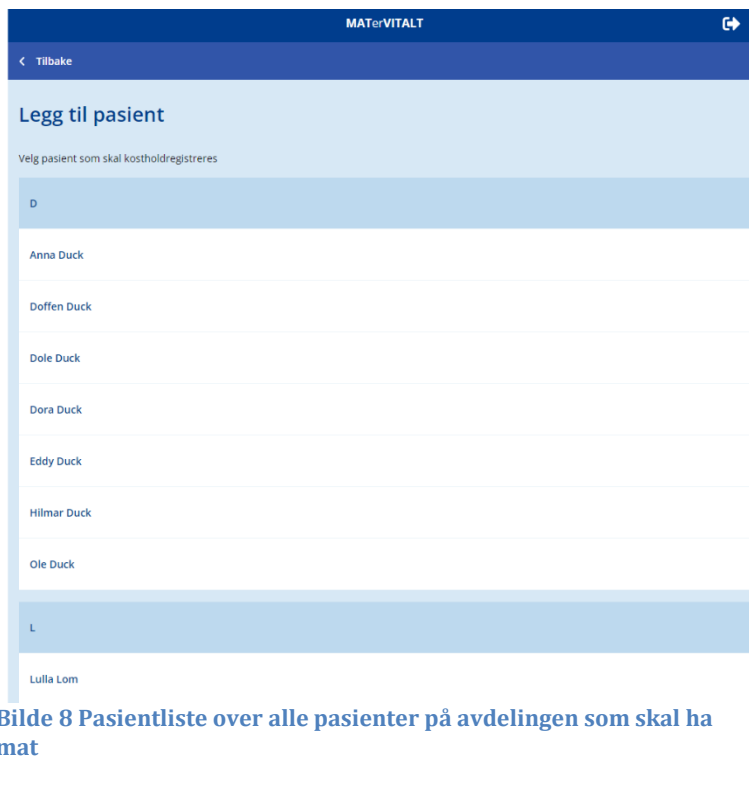 MATerVITALT
Tilbake
Legg til pasient
Velg pasient som skal kostholdregistreres
D
Anna Duck
Doffen Duck
Dole Duck
Dora Duck
Eddy Duck
Hilmar Duck
Ole Duck
L
Lulla Lom
Bilde 8 Pasientliste over alle pasienter på avdelingen som skal ha
mat